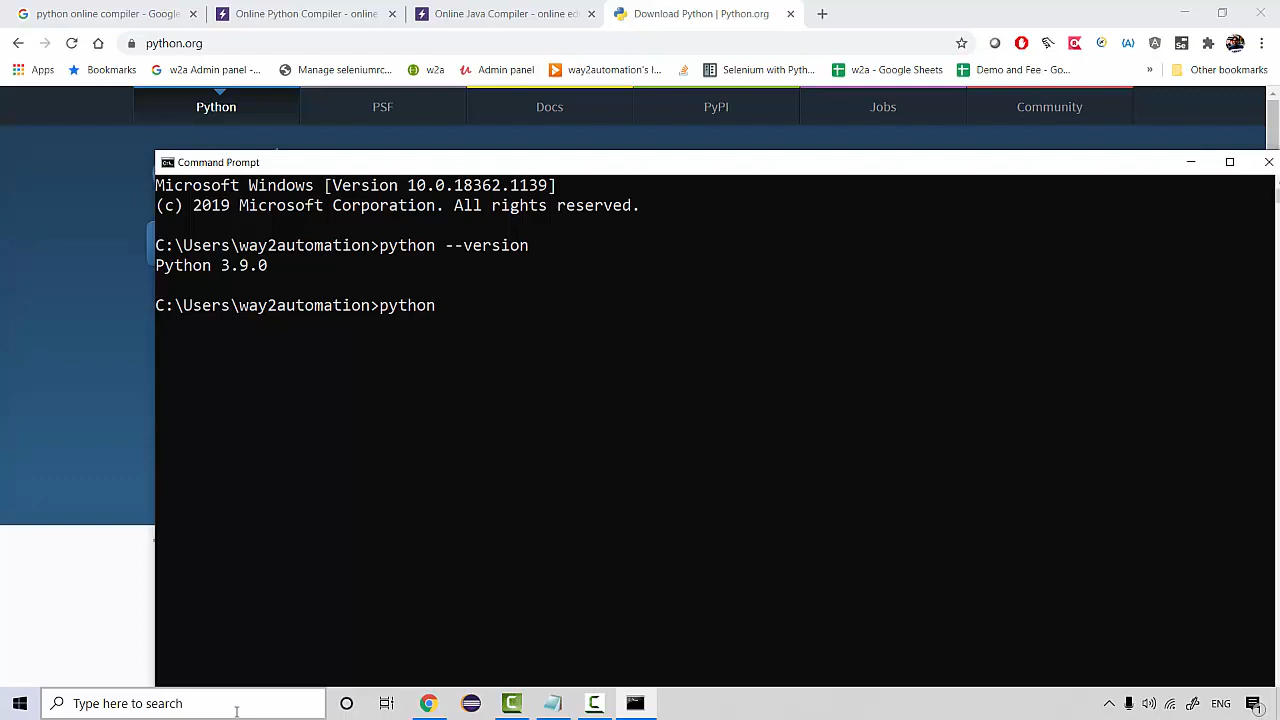 python online compiler - Google
Online Python Compiler - online
Online Java Compiler - online ed
Download Python | Python.org
python.org
Apps
Bookmarks
w2a Admin panel -...
Manage seleniumrc...
w2a
Admin panel
way2automation's I...
Selenium with Pyth...
w2a - Google Sheets
Demo and Fee - Go...
»
Other bookmarks
Python
PSF
Docs
PyPI
Jobs
Community
Command Prompt
Microsoft Windows [Version 10.0.18362.1139]
(c) 2019 Microsoft Corporation. All rights reserved.
C:\Users\way2automation>python --version
Python 3.9.0
C:\Users\way2automation>python
Type here to search
ENG